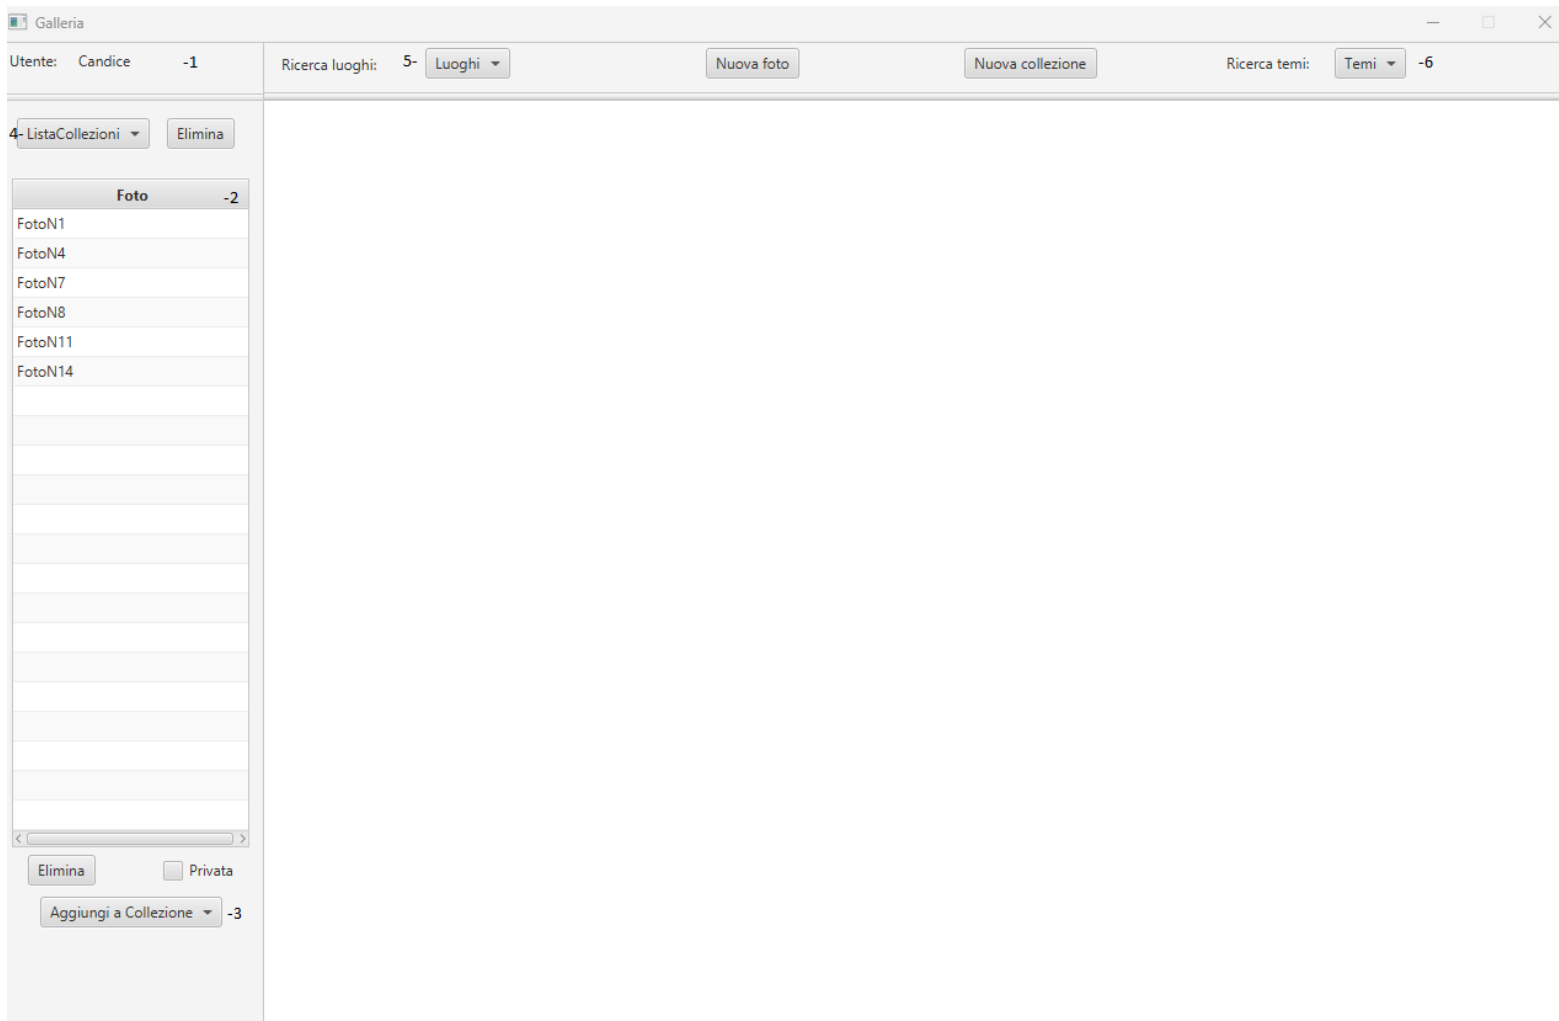 Galleria
Utente: Candice -1
Ricerca luoghi: 5- Luoghi Nuova foto Nuova collezione Ricerca temi: Temi -6
4- ListaCollezioni Elimina
Foto -2
FotoN1
FotoN4
FotoN7
FotoN8
FotoN11
FotoN14
Elimina Privata
Aggiungi a Collezione -3